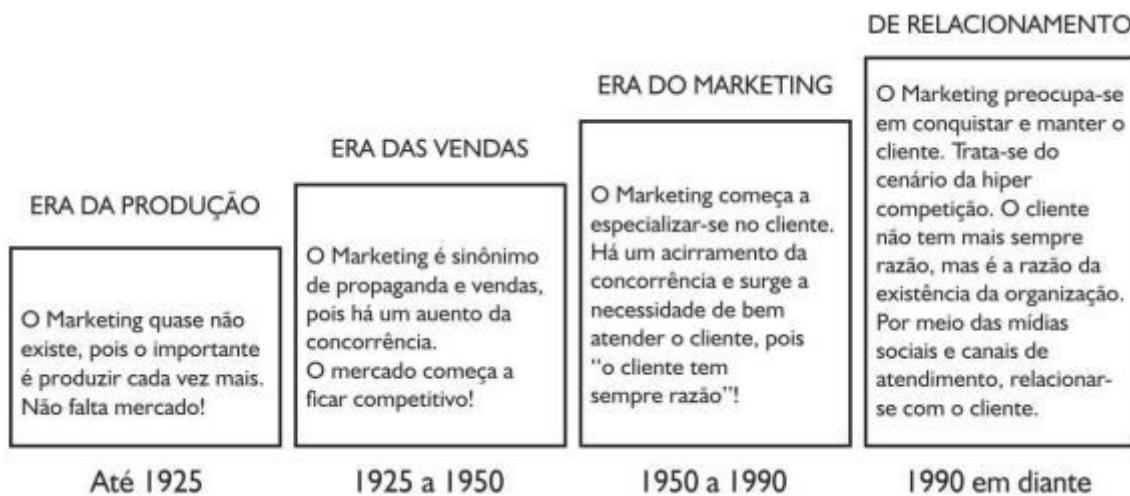 ERA DA PRODUÇÃO
O Marketing quase não
existe, pois o importante
é produzir cada vez mais.
Não falta mercado!
Até 1925
ERA DAS VENDAS
O Marketing é sinônimo
de propaganda e vendas,
pois há um auento da
concorrência.
O mercado começa a
ficar competitivo!
1925 a 1950
ERA DO MARKETING
O Marketing começa a
especializar-se no cliente.
Há um acirramento da
concorrência e surge a
necessidade de bem
atender o cliente, pois
“o cliente tem
sempre razão”!
1950 a 1990
DE RELACIONAMENTO
O Marketing preocupa-se
em conquistar e manter o
cliente. Trata-se do
cenário da hiper
competição. O cliente
não tem mais sempre
razão, mas é a razão da
existência da organização.
Por meio das mídias
sociais e canais de
atendimento, relacionar-
se com o cliente.
1990 em diante